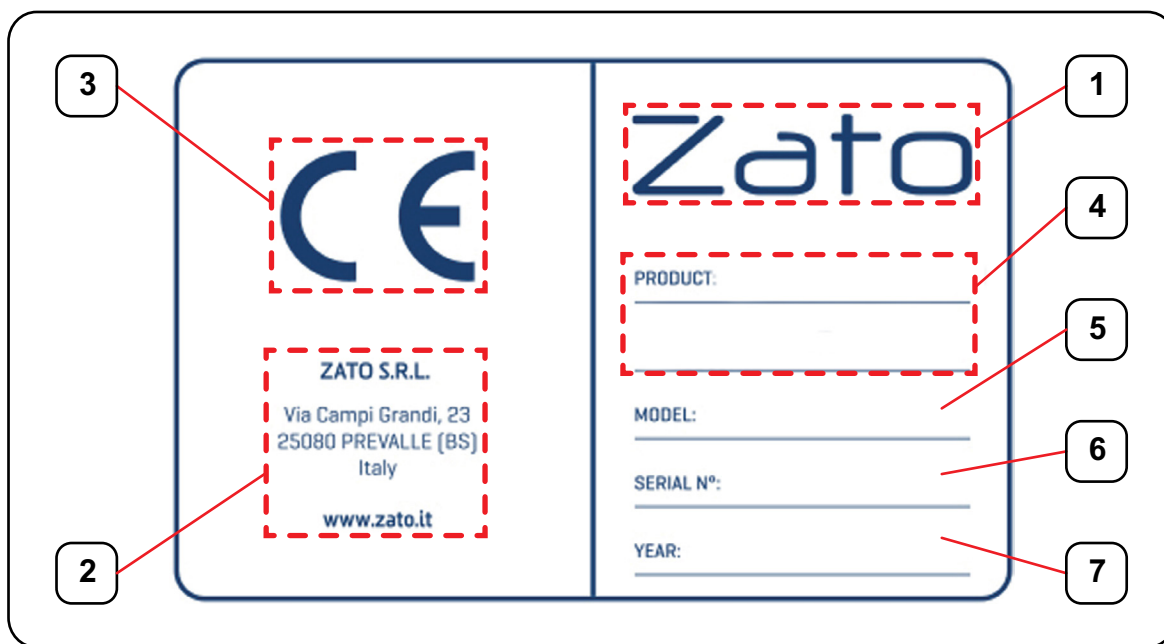 3
CE
ZATO S.R.L.
Via Campi Grandi, 23
25080 PREVALLE (BS)
Italy
www.zato.it
2
Zato
1
PRODUCT:
4
MODEL:
5
SERIAL Nº:
6
YEAR:
7